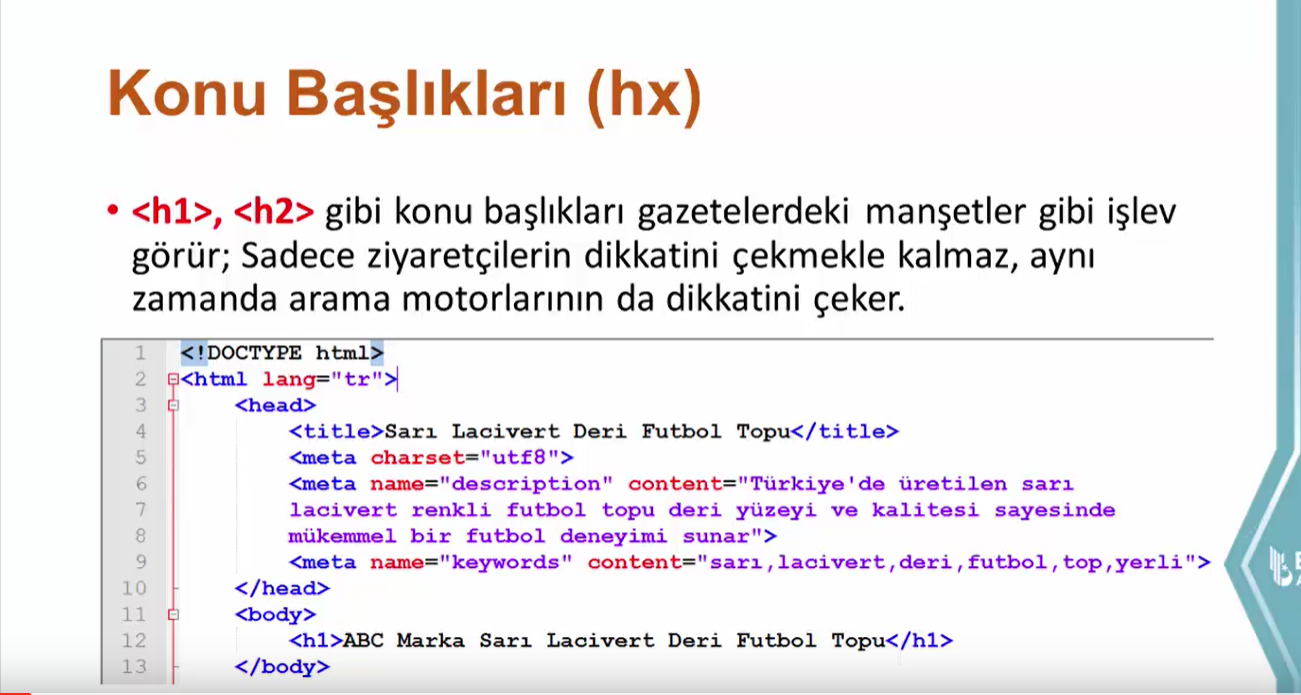 Konu Başlıkları (hx)
• <h1>, <h2> gibi konu başlıkları gazetelerdeki manşetler gibi işlev
görür; Sadece ziyaretçilerin dikkatini çekmekle kalmaz, aynı
zamanda arama motorlarının da dikkatini çeker.
1 <!DOCTYPE html>
2 <html lang="tr">
3 <head>
4 <title>Sarı Lacivert Deri Futbol Topu</title>
5 <meta charset="utf8">
6 <meta name="description" content="Türkiye'de üretilen sarı
7 lacivert renkli futbol topu deri yüzeyi ve kalitesi sayesinde
8 mükemmel bir futbol deneyimi sunar">
9 <meta name="keywords" content="sarı,lacivert,deri,futbol,top,yerli">
10 </head>
11 <body>
12 <h1>ABC Marka Sarı Lacivert Deri Futbol Topu</h1>
13 </body>